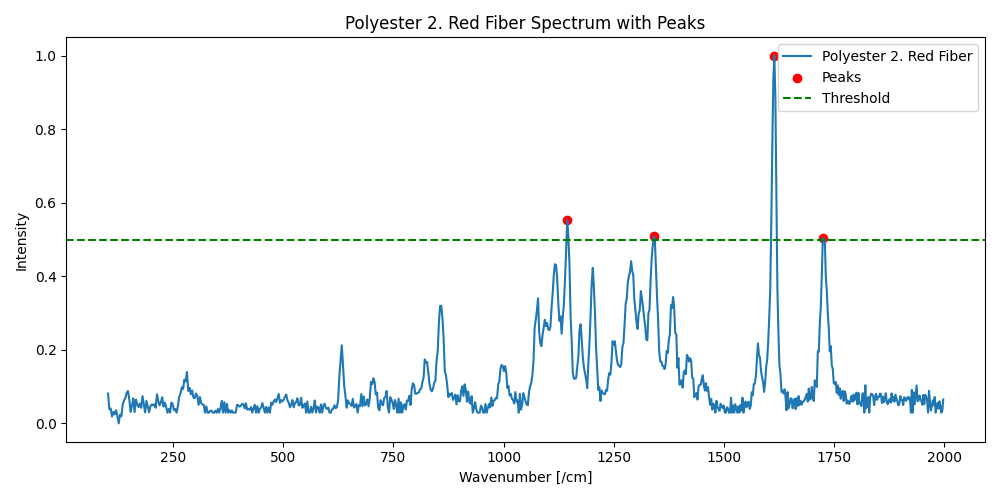 Polyester 2. Red Fiber Spectrum with Peaks
Polyester 2. Red Fiber
Peaks
Threshold
Intensity
1.0
0.8
0.6
0.4
0.2
0.0
250 500 750 1000 1250 1500 1750 2000
Wavenumber [/cm]